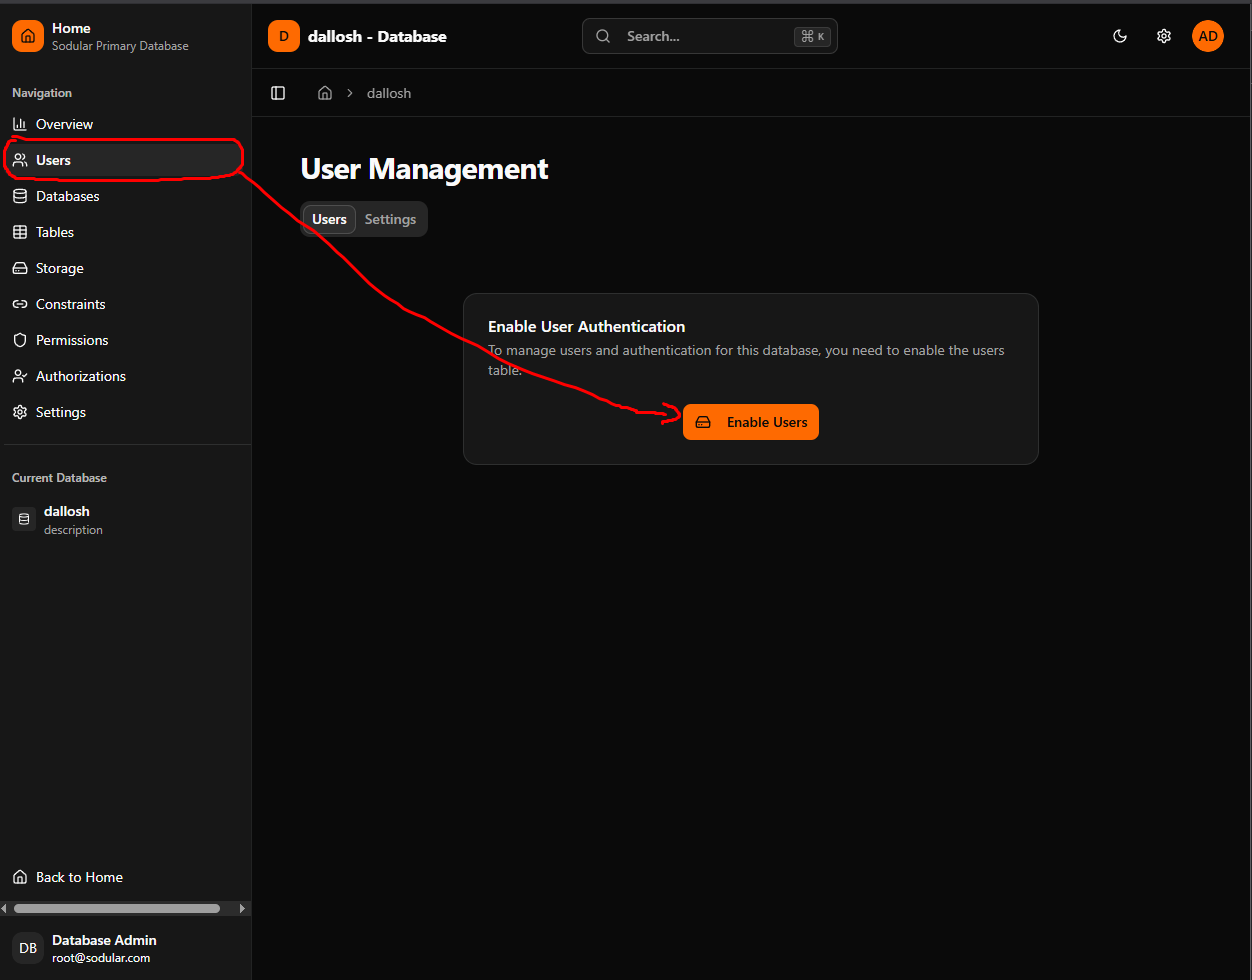 Home
Sodular Primary Database
Navigation
Overview
Users
Databases
Tables
Storage
Constraints
Permissions
Authorizations
Settings
Current Database
dallosh
description
Back to Home
DB
Database Admin
root@sodular.com
D
dallosh - Database
Search...
⌘ K
AD
dallosh
User Management
Users
Settings
Enable User Authentication
To manage users and authentication for this database, you need to enable the users
table.
Enable Users